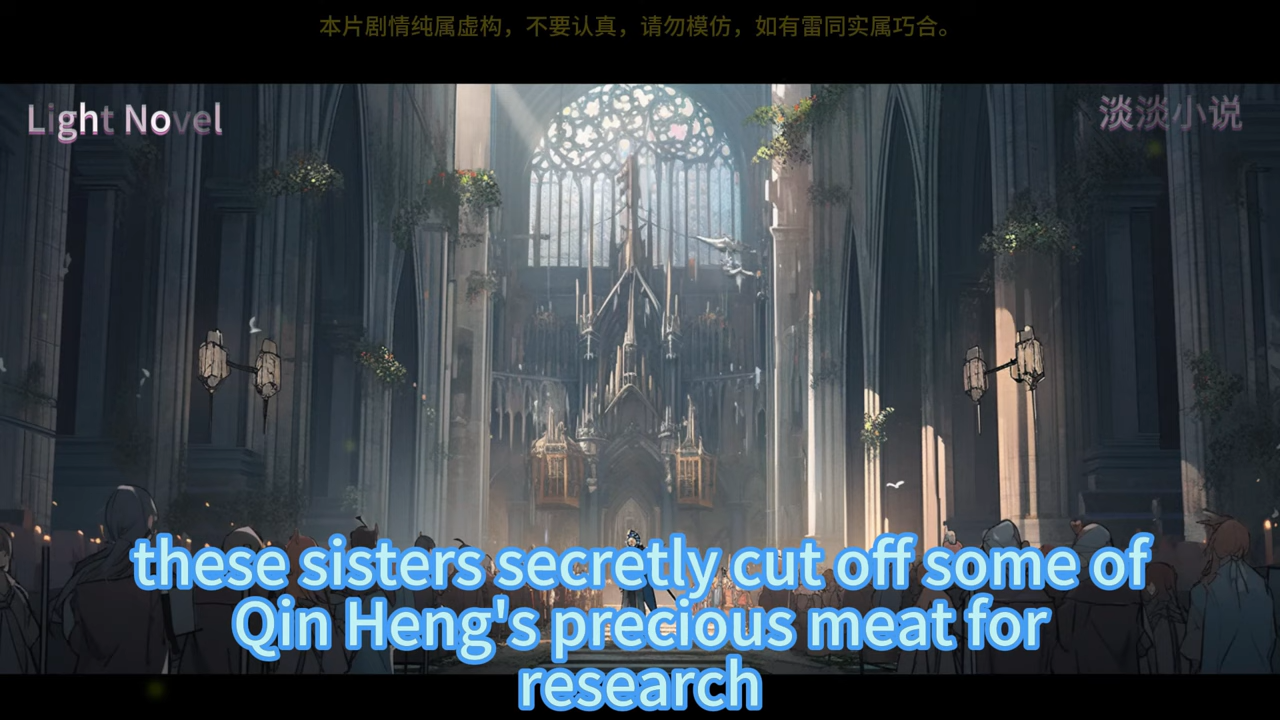 本片剧情纯属虚构，不要认真，请勿模仿，如有雷同实属巧合。
Light Novel
淡淡小说
these sisters secretly cut off some of
Qin Heng's precious meat for
research